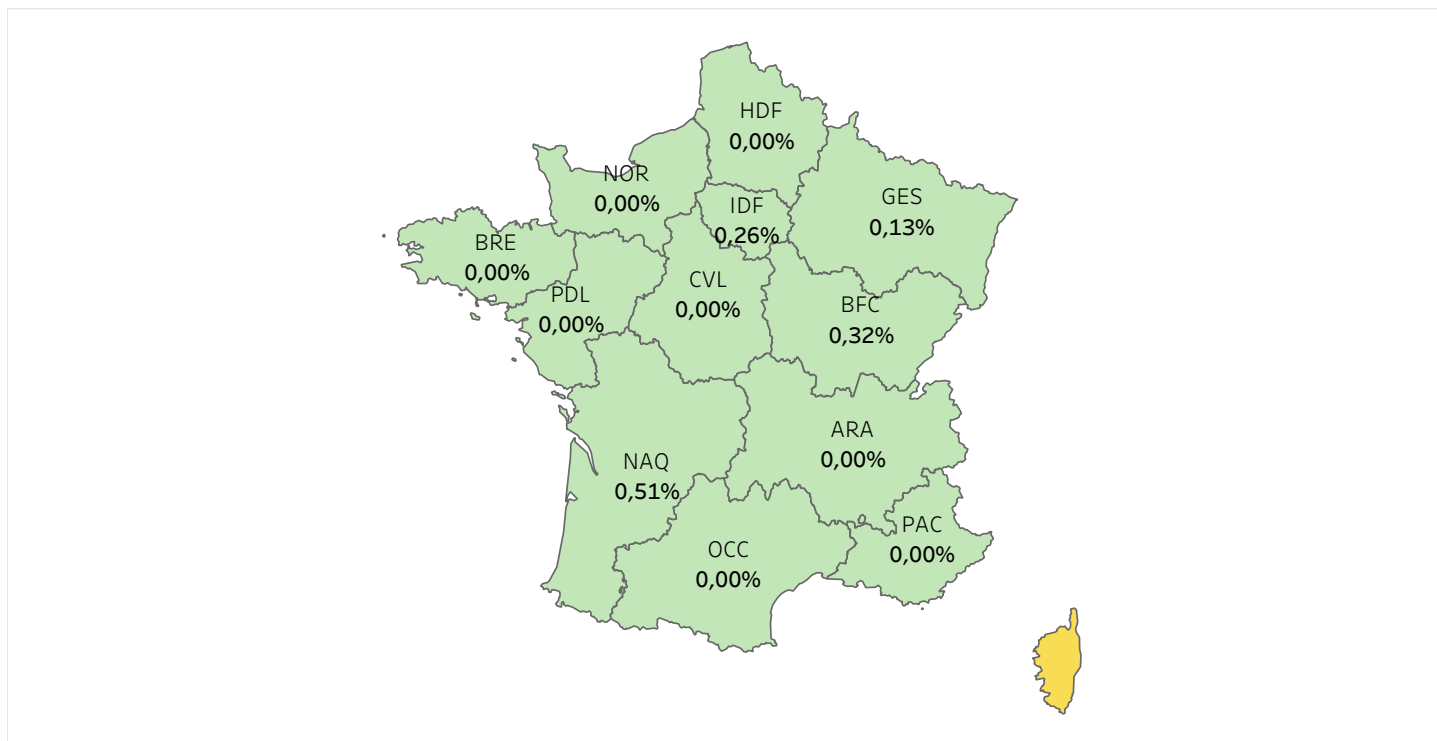 HDF
0,00%
NOR
0,00%
IDF
0,26%
GES
0,13%
BRE
0,00%
PDL
0,00%
CVL
0,00%
BFC
0,32%
ARA
0,00%
NAQ
0,51%
PAC
0,00%
OCC
0,00%